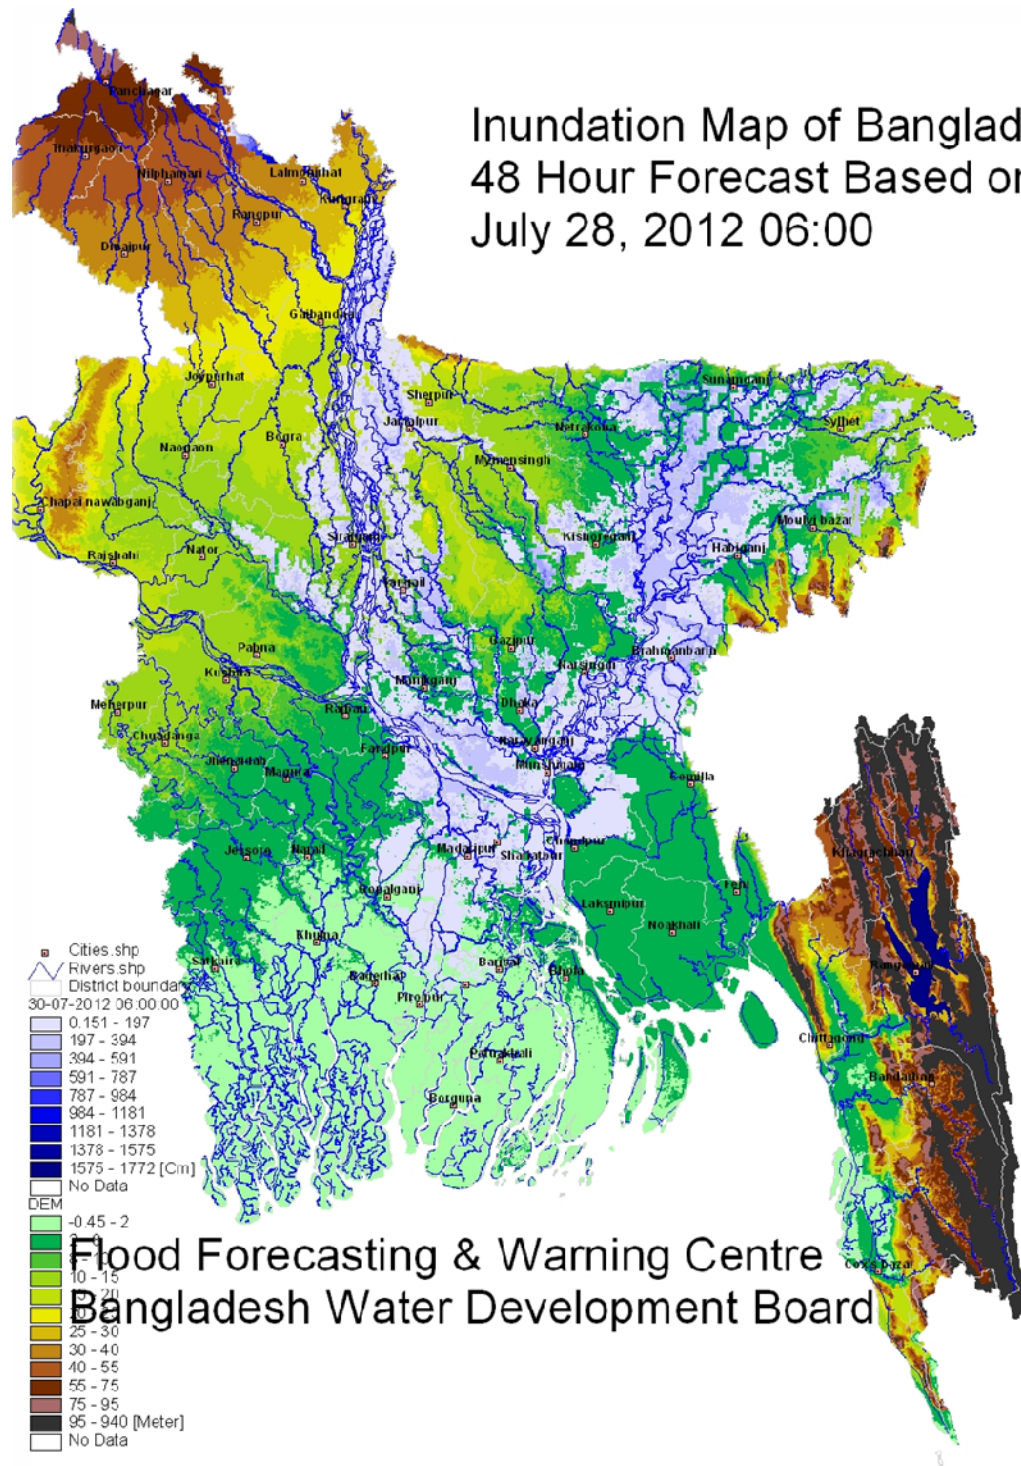 Inundation Map of Banglad
48 Hour Forecast Based on
July 28, 2012 06:00
Panchagar
Thakurgaon
Nilphamari
Lalmonirhat
Kurigram
Rangpur
Dinajpur
Gaibandha
Joypurhat
Sherpur
Sunamganj
Jamalpur
Netrakona
Sylhet
Bogra
Naogaon
Mymensingh
Chapai nawabganj
Moulvi bazar
Sirajganj
Kishoreganj
Rajshahi
Nator
Habiganj
Tangail
Gazipur
Pabna
Brahmanbaria
Narsingdi
Kushtia
Manikganj
Meherpur
Dhaka
Rajbari
Chuadanga
Narayanganj
Faridpur
Jhenaidah
Munshiganj
Magura
Comilla
Chandpur
Khagrachhari
Jessore
Narail
Madaripur
Shariatpur
Gopalganj
Feni
Laksmipur
Noakhali
Khulna
Satkhira
Barisal
Rangamati
Bagerhat
Bhola
Pirojpur
Chittagong
Patuakhali
Bandarban
Borguna
Cox's bazar
Cities.shp
Rivers.shp
District boundary
30-07-2012 06:00:00
0.151 - 197
197 - 394
394 - 591
591 - 787
787 - 984
984 - 1181
1181 - 1378
1378 - 1575
1575 - 1772 [Cm]
No Data
DEM
-0.45 - 2
10 - 15
25 - 30
30 - 40
40 - 55
55 - 75
75 - 95
95 - 940 [Meter]
No Data
Flood Forecasting & Warning Centre
Bangladesh Water Development Board